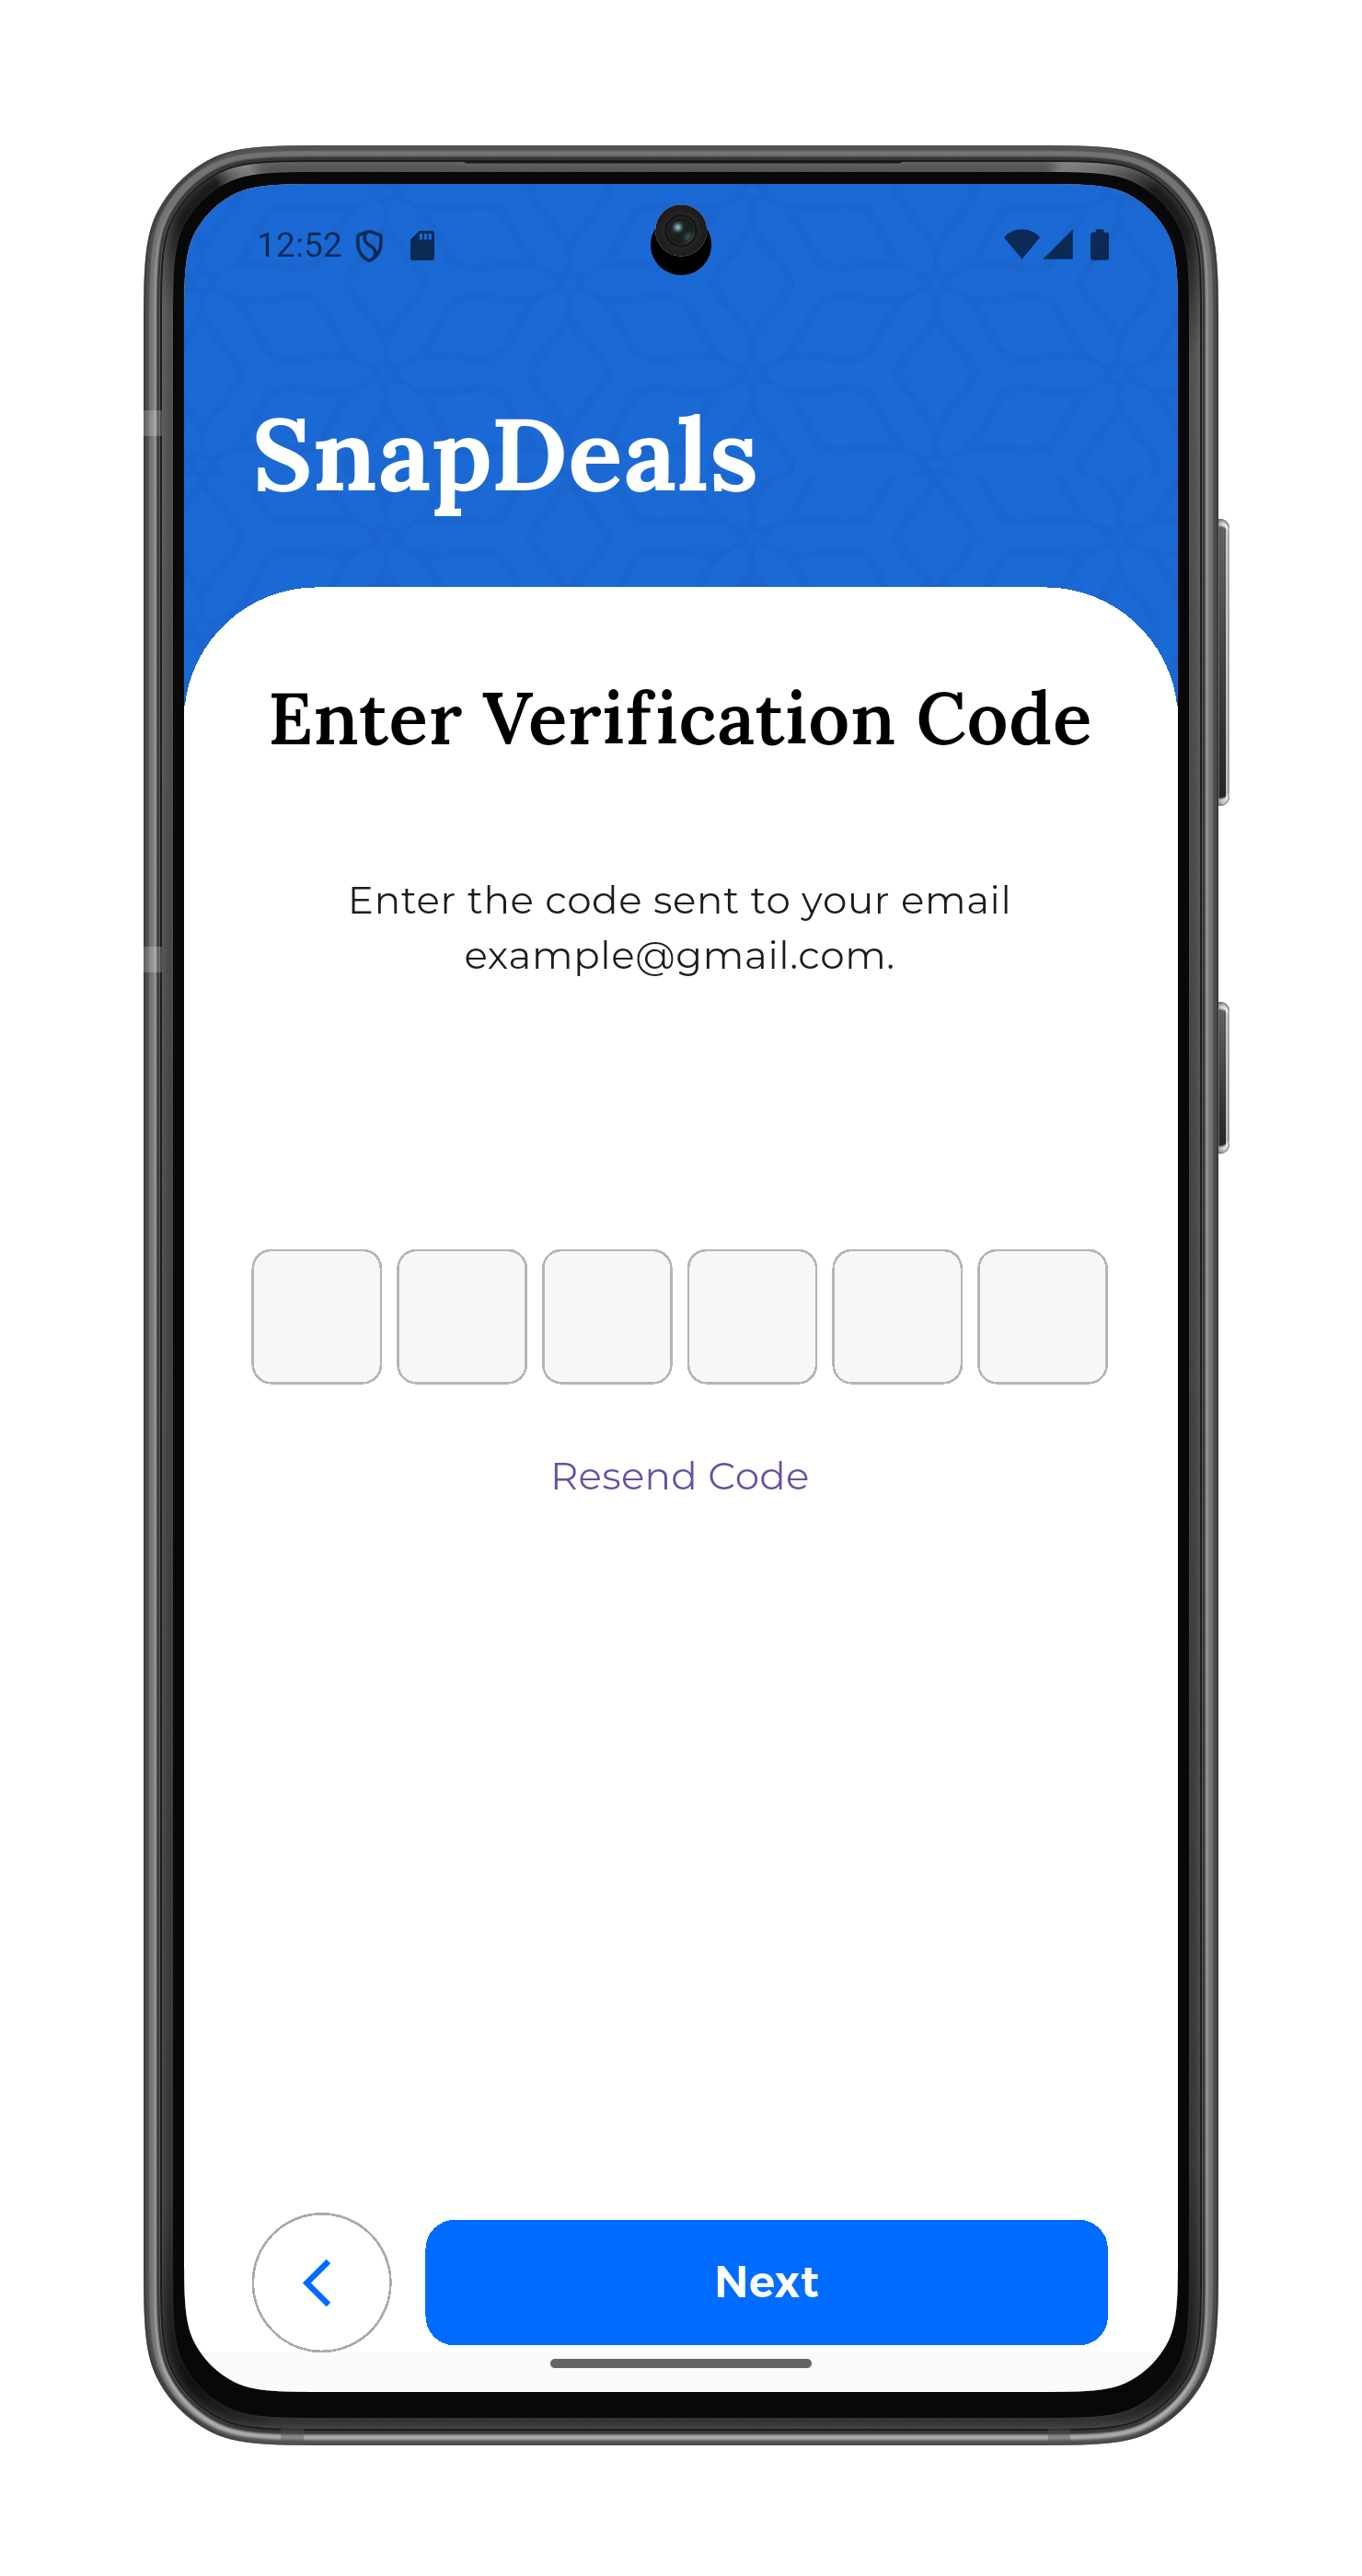 12:52
SnapDeals
Enter Verification Code
Enter the code sent to your email
example@gmail.com.
Resend Code
Next